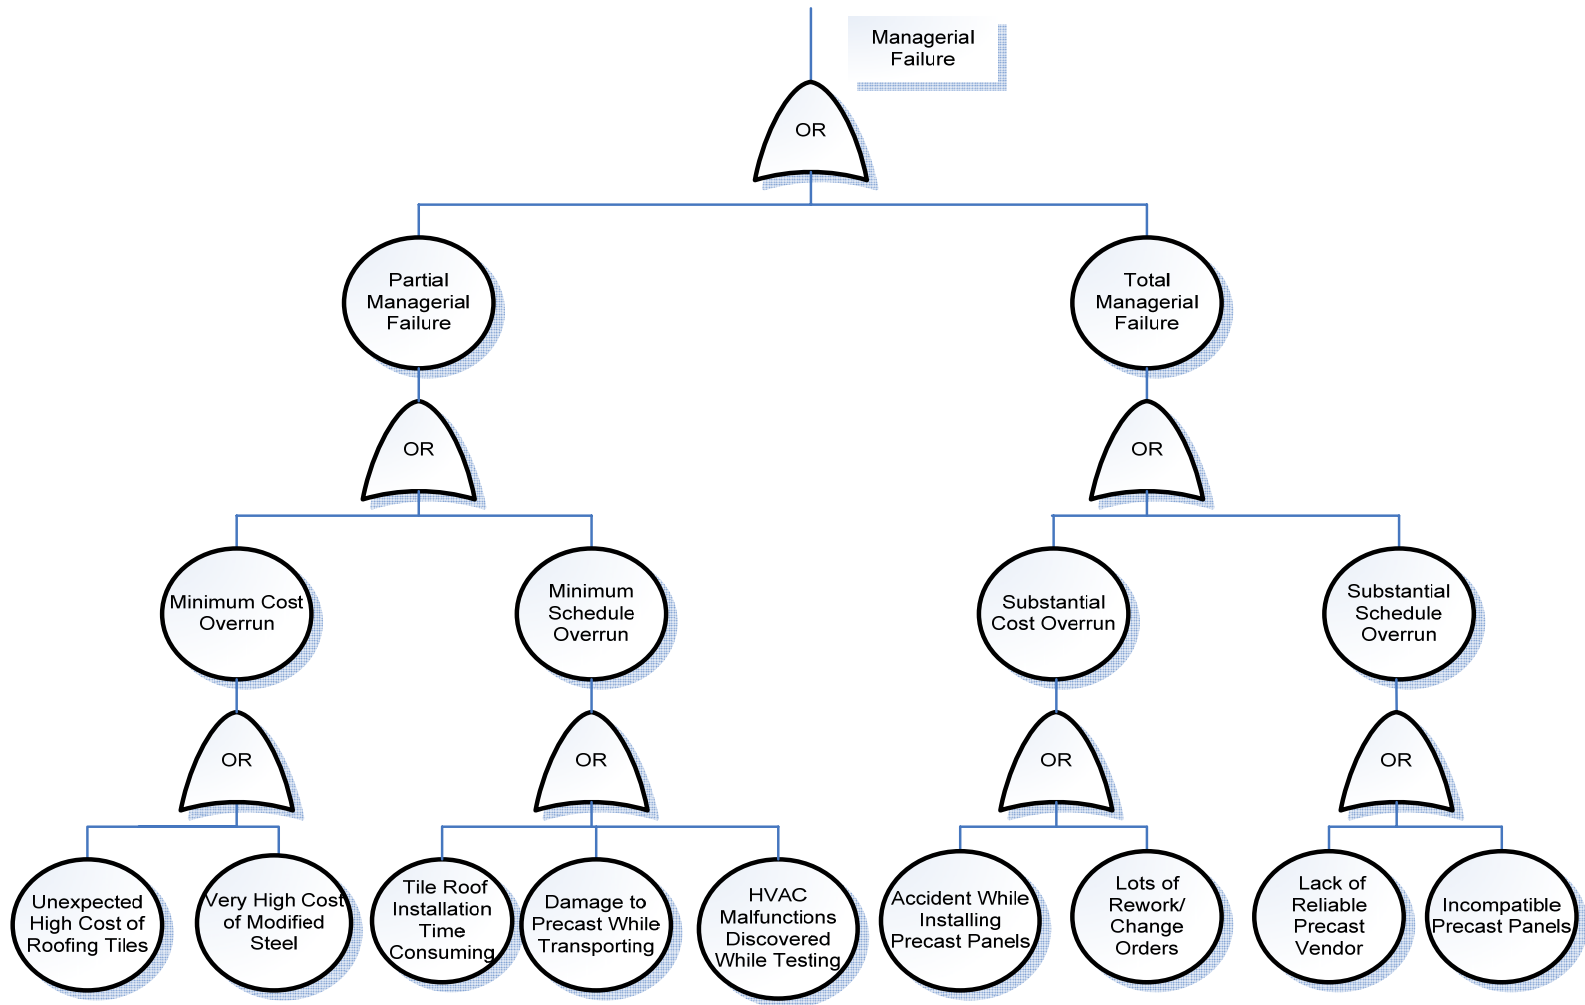 Managerial
Failure
OR
Partial
Managerial
Failure
Total
Managerial
Failure
OR
OR
Minimum Cost
Overrun
Minimum
Schedule
Overrun
Substantial
Cost Overrun
Substantial
Schedule
Overrun
OR
OR
OR
OR
Unexpected
High Cost of
Roofing Tiles
Very High Cost
of Modified
Steel
Tile Roof
Installation
Time
Consuming
Damage to
Precast While
Transporting
HVAC
Malfunctions
Discovered
While Testing
Accident While
Installing
Precast Panels
Lots of
Rework/
Change
Orders
Lack of
Reliable
Precast
Vendor
Incompatible
Precast Panels